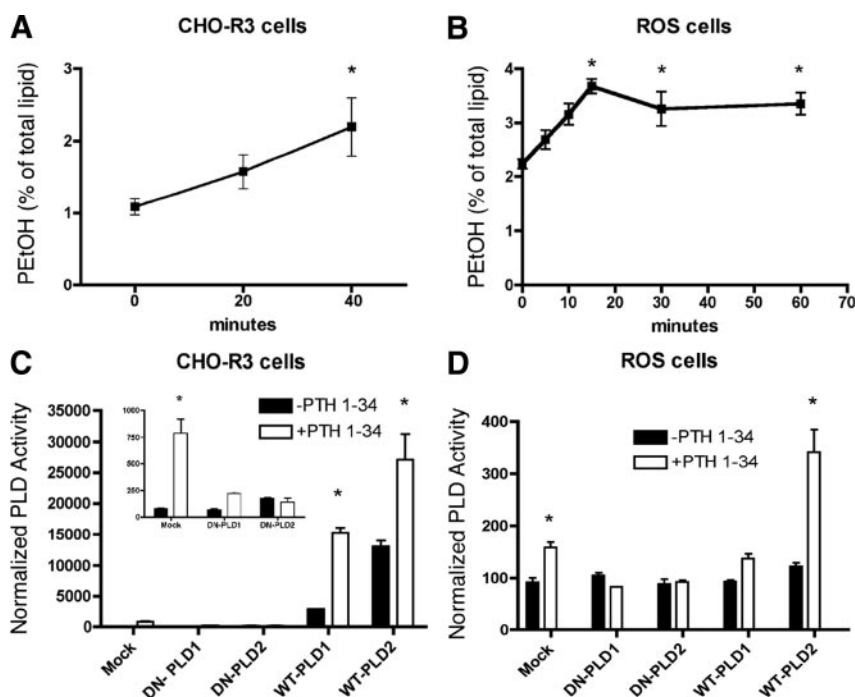 A
CHO-R3 cells
PEtOH (% of total lipid)
3
2
1
0
*
0 20 40
minutes
B
ROS cells
PEtOH (% of total lipid)
4
3
2
1
0
* * *
0 10 20 30 40 50 60 70
minutes
C
CHO-R3 cells
Normalized PLD Activity
35000
30000
25000
20000
15000
10000
5000
0
1000
750
500
250
0
*
Mock DN-PLD1 DN-PLD2
-PTH 1-34
+PTH 1-34
* *
Mock
DN- PLD1
DN-PLD2
WT-PLD1
WT-PLD2
D
ROS cells
Normalized PLD Activity
400
300
200
100
0
-PTH 1-34
+PTH 1-34
* *
Mock
DN-PLD1
DN-PLD2
WT-PLD1
WT-PLD2